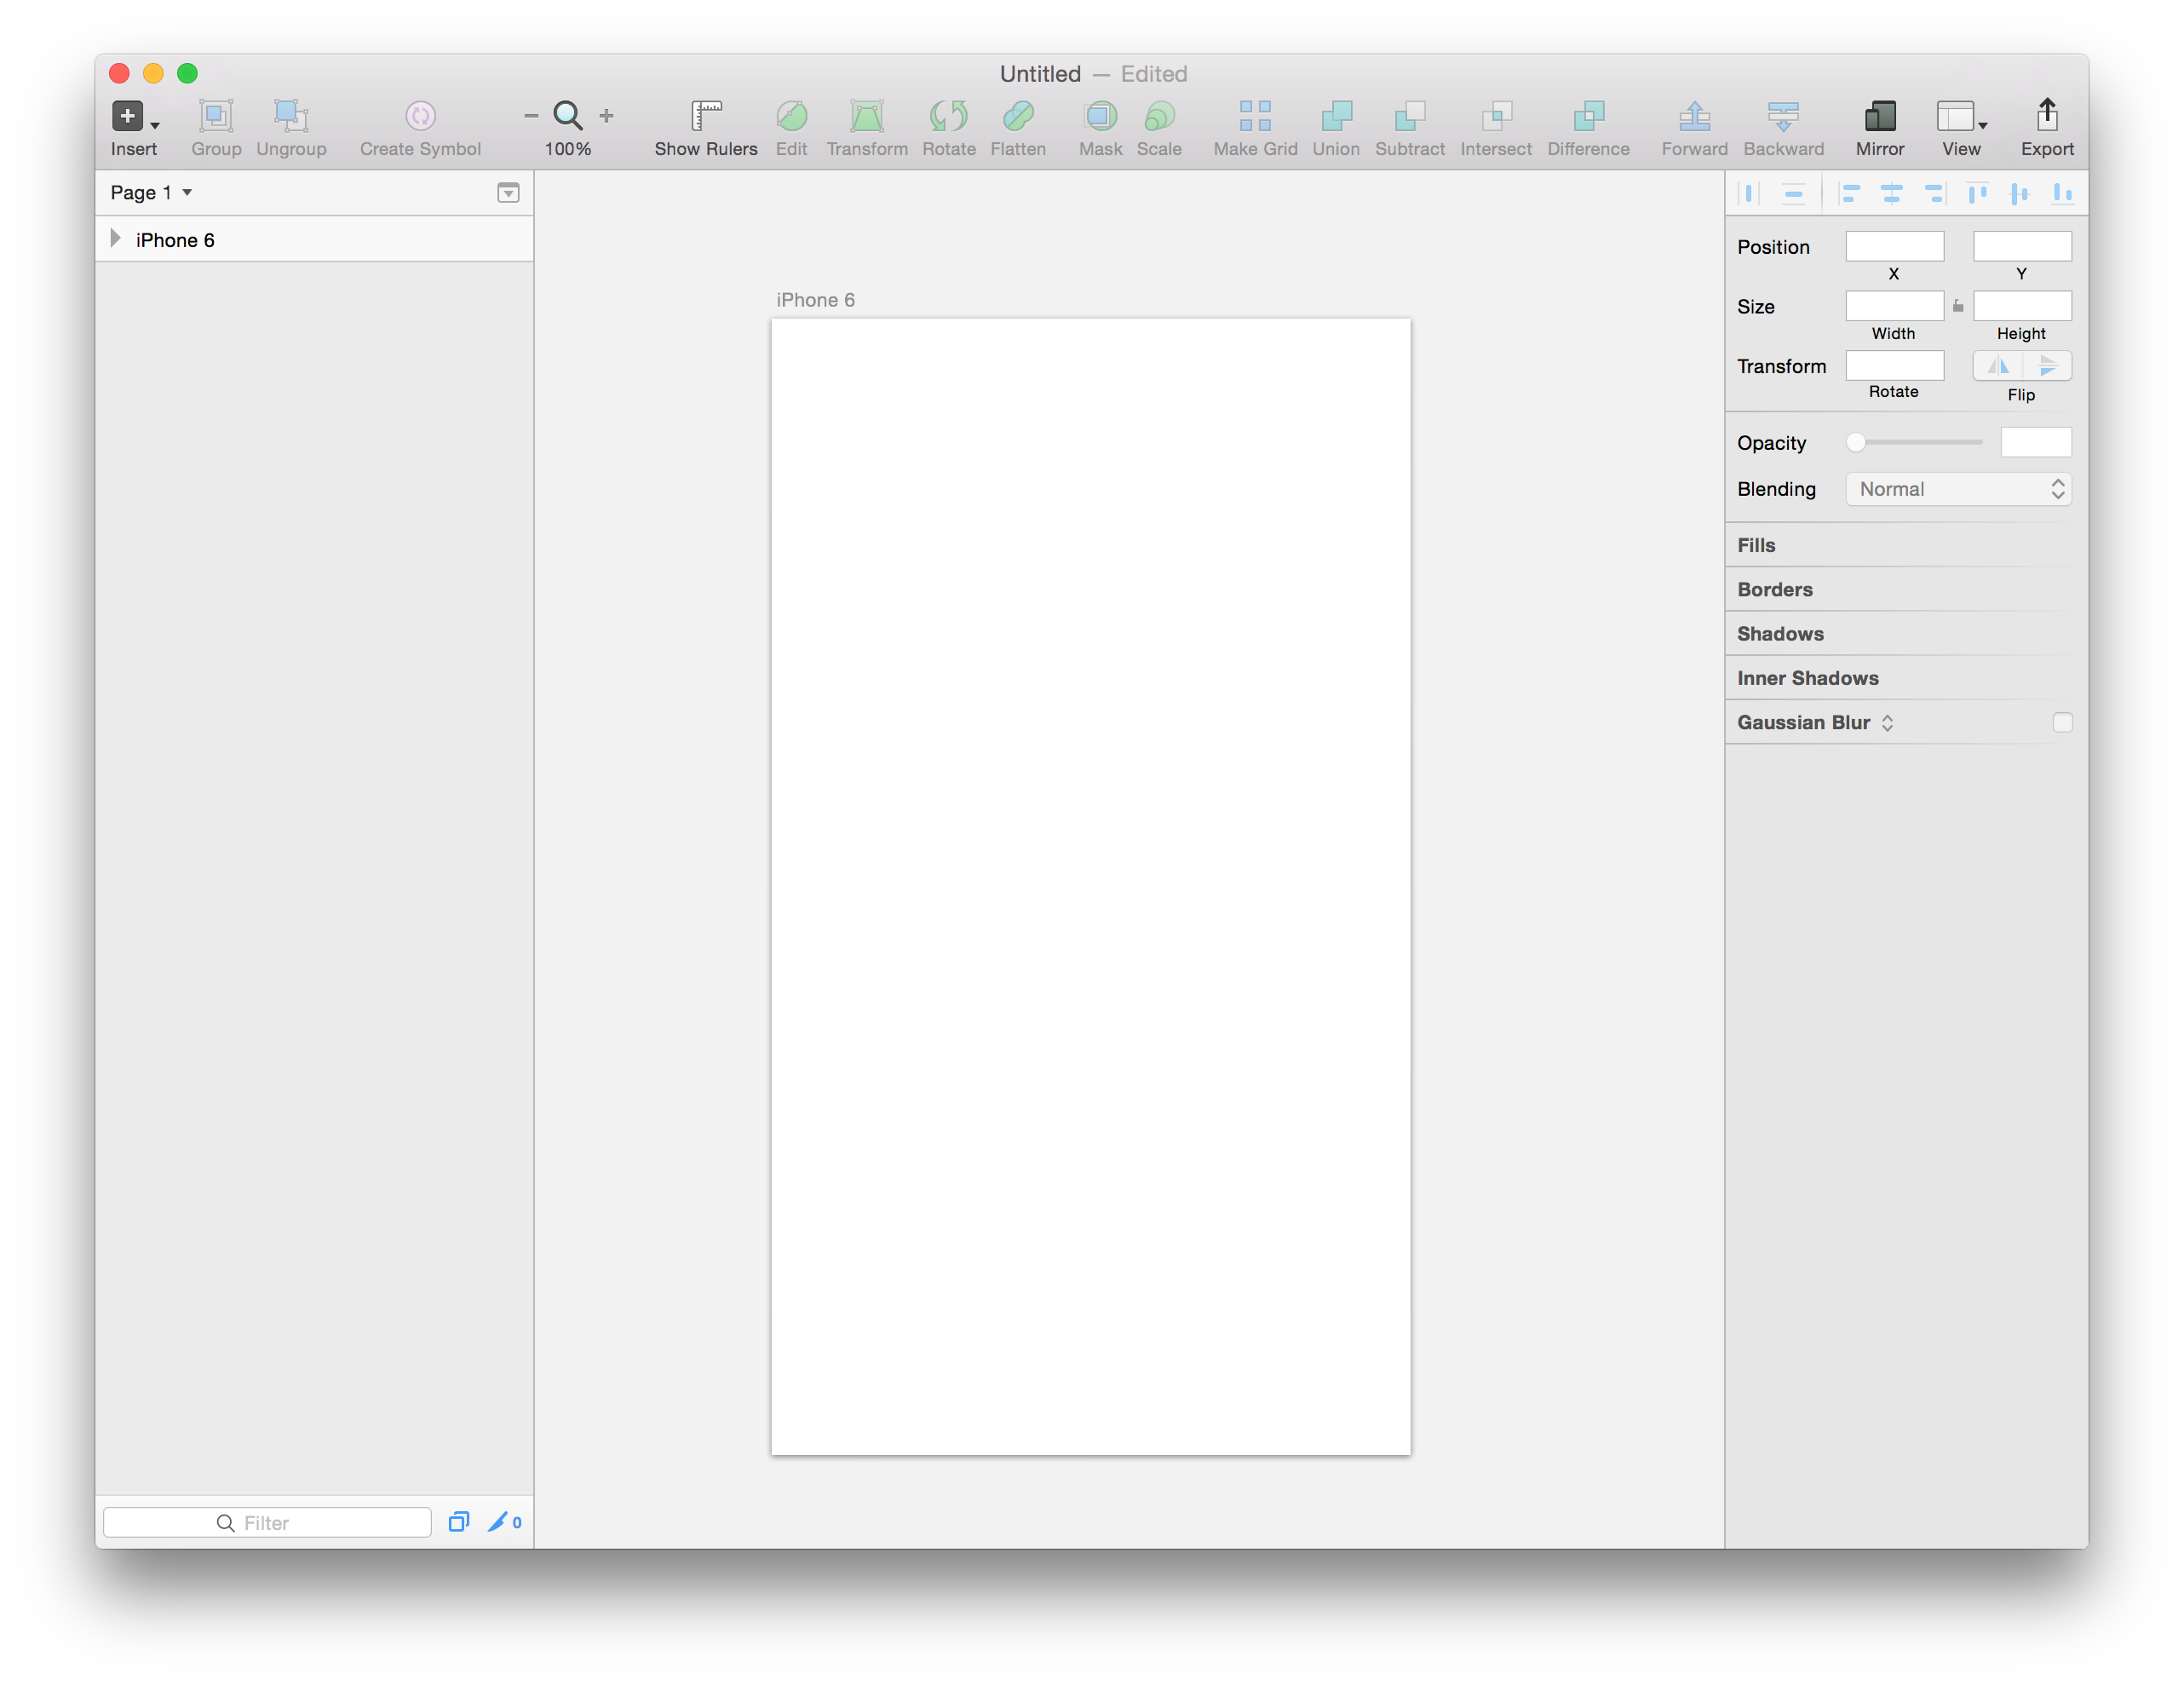 Untitled — Edited
Insert Group Ungroup Create Symbol 100% Show Rulers Edit Transform Rotate Flatten Mask Scale Make Grid Union Subtract Intersect Difference Forward Backward Mirror View Export
Page 1
iPhone 6
iPhone 6
Filter
0
Position
X Y
Size
Width Height
Transform
Rotate Flip
Opacity
Blending Normal
Fills
Borders
Shadows
Inner Shadows
Gaussian Blur